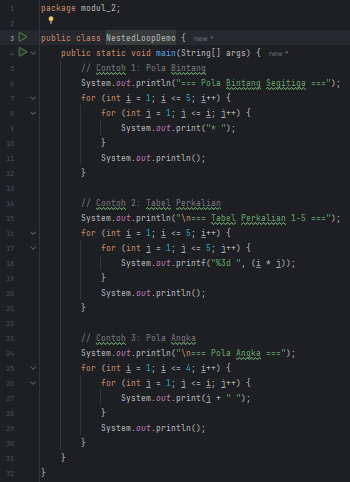 1 package modul_2;
2
3 public class NestedLoopDemo { new *
4 public static void main(String[] args) { new *
5 // Contoh 1: Pola Bintang
6 System.out.println("=== Pola Bintang Segitiga ===");
7 for (int i = 1; i <= 5; i++) {
8 for (int j = 1; j <= i; j++) {
9 System.out.print("* ");
10 }
11 System.out.println();
12 }
13
14 // Contoh 2: Tabel Perkalian
15 System.out.println("\n=== Tabel Perkalian 1-5 ===");
16 for (int i = 1; i <= 5; i++) {
17 for (int j = 1; j <= 5; j++) {
18 System.out.printf("%3d ", (i * j));
19 }
20 System.out.println();
21 }
22
23 // Contoh 3: Pola Angka
24 System.out.println("\n=== Pola Angka ===");
25 for (int i = 1; i <= 4; i++) {
26 for (int j = 1; j <= i; j++) {
27 System.out.print(j + " ");
28 }
29 System.out.println();
30 }
31 }
32 }